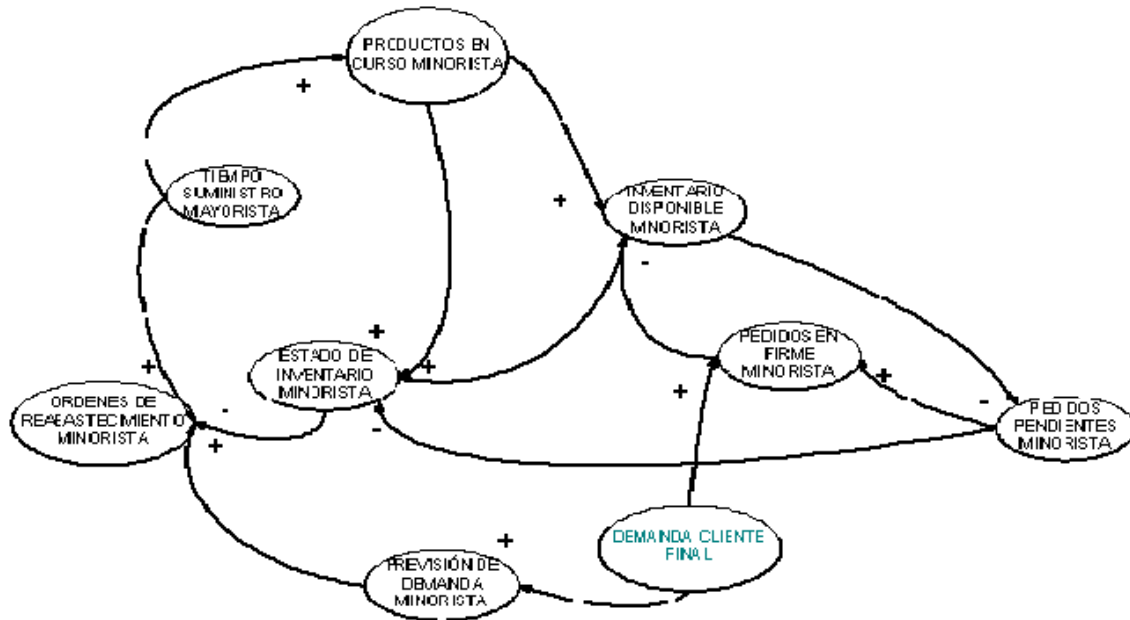 PRODUCTOS EN
CURSO MINORISTA
+
TIEMPO
SUMINISTRO
MAYORISTA
INVENTARIO
DISPONIBLE
MINORISTA
+
-
+
ESTADO DE
INVENTARIO
MINORISTA
+
PEDIDOS EN
FIRME
MINORISTA
+
+
+
-
ORDENES DE
REABASTECIMIENTO
MINORISTA
-
+
-
PEDIDOS
PENDIENTES
MINORISTA
DEMANDA CLIENTE
FINAL
+
PREVISIÓN DE
DEMANDA
MINORISTA